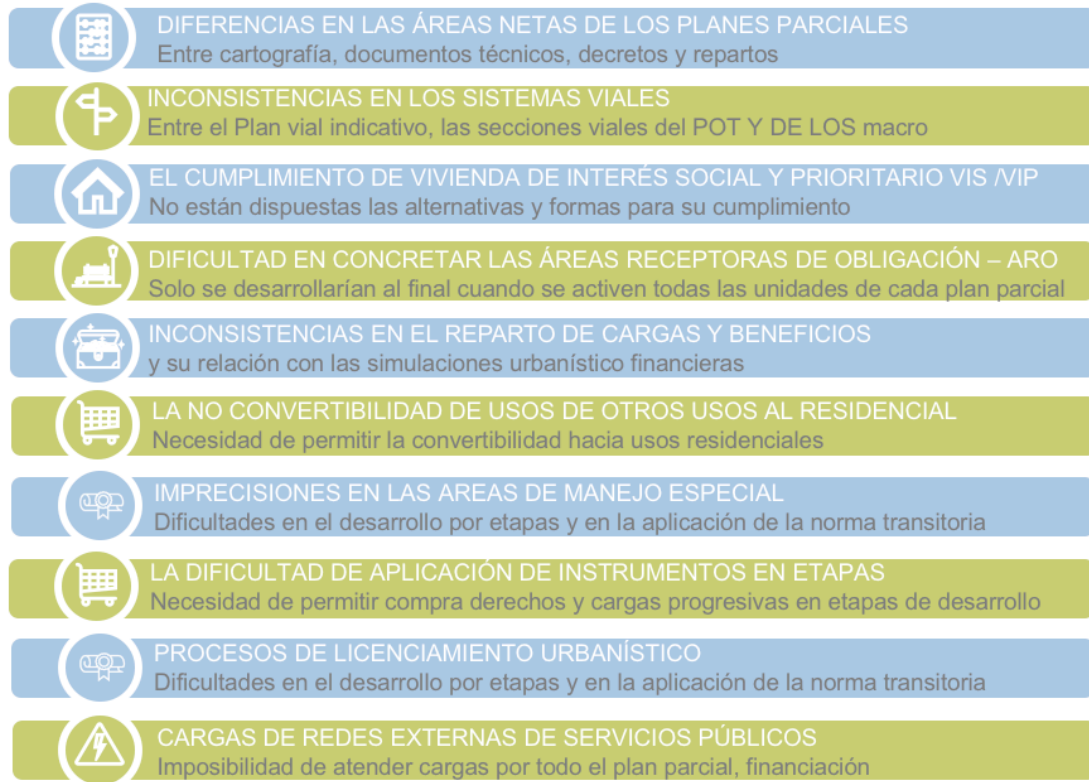 DIFERENCIAS EN LAS ÁREAS NETAS DE LOS PLANES PARCIALES
Entre cartografía, documentos técnicos, decretos y repartos
INCONSISTENCIAS EN LOS SISTEMAS VIALES
Entre el Plan vial indicativo, las secciones viales del POT Y DE LOS macro
EL CUMPLIMIENTO DE VIVIENDA DE INTERÉS SOCIAL Y PRIORITARIO VIS /VIP
No están dispuestas las alternativas y formas para su cumplimiento
DIFICULTAD EN CONCRETAR LAS ÁREAS RECEPTORAS DE OBLIGACIÓN – ARO
Solo se desarrollarían al final cuando se activen todas las unidades de cada plan parcial
INCONSISTENCIAS EN EL REPARTO DE CARGAS Y BENEFICIOS
y su relación con las simulaciones urbanístico financieras
LA NO CONVERTIBILIDAD DE USOS DE OTROS USOS AL RESIDENCIAL
Necesidad de permitir la convertibilidad hacia usos residenciales
IMPRECISIONES EN LAS AREAS DE MANEJO ESPECIAL
Dificultades en el desarrollo por etapas y en la aplicación de la norma transitoria
LA DIFICULTAD DE APLICACIÓN DE INSTRUMENTOS EN ETAPAS
Necesidad de permitir compra derechos y cargas progresivas en etapas de desarrollo
PROCESOS DE LICENCIAMIENTO URBANÍSTICO
Dificultades en el desarrollo por etapas y en la aplicación de la norma transitoria
CARGAS DE REDES EXTERNAS DE SERVICIOS PÚBLICOS
Imposibilidad de atender cargas por todo el plan parcial, financiación